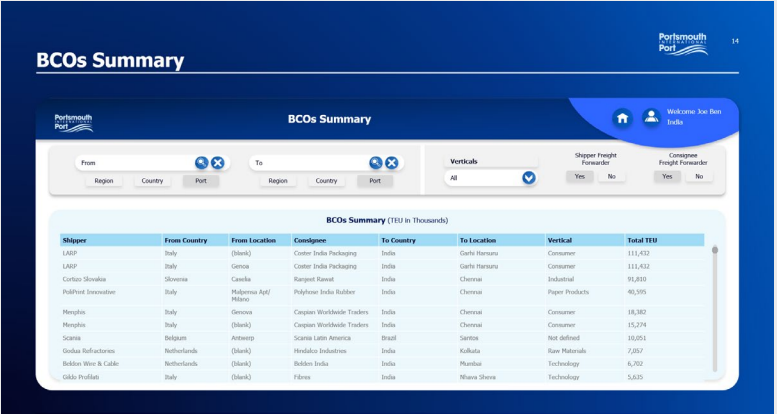 Portsmouth
INTERNATIONAL
Port
14
BCOs Summary
Portsmouth
INTERNATIONAL
Port
BCOs Summary
Welcome Joe Ben
India
From
To
Region Country Port
Region Country Port
Verticals
All
Shipper Freight
Forwarder
Yes No
Consignee
Freight Forwarder
Yes No
BCOs Summary (TEU in Thousands)
Shipper From Country From Location Consignee To Country To Location Vertical Total TEU
LARP Italy (blank) Coster India Packaging India Garhi Harsuru Consumer 111,432
LARP Italy Genoa Coster India Packaging India Garhi Harsuru Consumer 111,432
Cortizo Slovakia Slovenia Caselia Ranjeet Rawat India Chennai Industrial 91,810
PoliPrint Innovative Italy Malpensa Apt/ Polyhose India Rubber India Chennai Paper Products 40,595
Milano
Menphis Italy Genova Caspian Worldwide Traders India Chennai Consumer 18,382
Menphis Italy (blank) Caspian Worldwide Traders India Chennai Consumer 15,274
Scania Belgium Antwerp Scania Latin America Brazil Santos Not defined 10,051
Gedua Refractories Netherlands (blank) Hindalco Industries India Kolkata Raw Materials 7,057
Beldon Wire & Cable Netherlands (blank) Belden India India Mumbai Technology 6,702
Gildo Profilati Italy (blank) Fibres India Nhava Sheva Technology 5,635